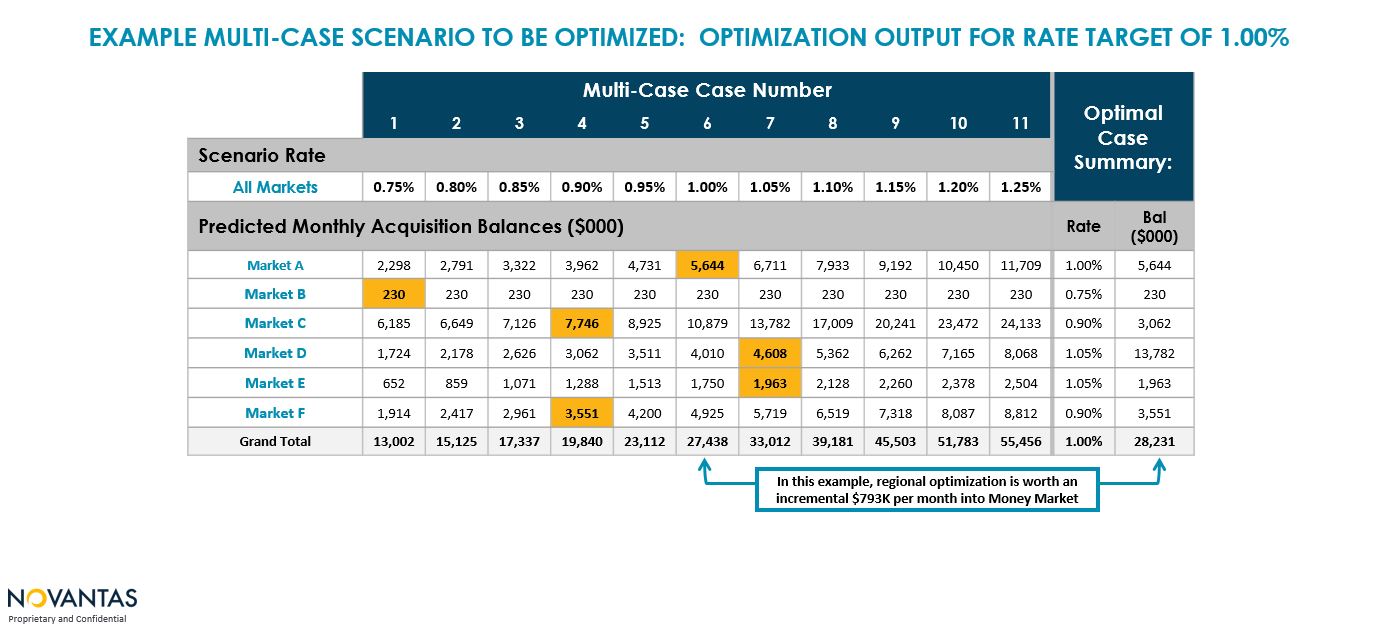 EXAMPLE MULTI-CASE SCENARIO TO BE OPTIMIZED: OPTIMIZATION OUTPUT FOR RATE TARGET OF 1.00%
Multi-Case Case Number
1 2 3 4 5 6 7 8 9 10 11
Optimal
Case
Summary:
Scenario Rate
All Markets 0.75% 0.80% 0.85% 0.90% 0.95% 1.00% 1.05% 1.10% 1.15% 1.20% 1.25%
Predicted Monthly Acquisition Balances ($000) Rate Bal
($000)
Market A 2,298 2,791 3,322 3,962 4,731 5,644 6,711 7,933 9,192 10,450 11,709 1.00% 5,644
Market B 230 230 230 230 230 230 230 230 230 230 230 0.75% 230
Market C 6,185 6,649 7,126 7,746 8,925 10,879 13,782 17,009 20,241 23,472 24,133 0.90% 3,062
Market D 1,724 2,178 2,626 3,062 3,511 4,010 4,608 5,362 6,262 7,165 8,068 1.05% 13,782
Market E 652 859 1,071 1,288 1,513 1,750 1,963 2,128 2,260 2,378 2,504 1.05% 1,963
Market F 1,914 2,417 2,961 3,551 4,200 4,925 5,719 6,519 7,318 8,087 8,812 0.90% 3,551
Grand Total 13,002 15,125 17,337 19,840 23,112 27,438 33,012 39,181 45,503 51,783 55,456 1.00% 28,231
In this example, regional optimization is worth an
incremental $793K per month into Money Market
NOVANTAS
Proprietary and Confidential